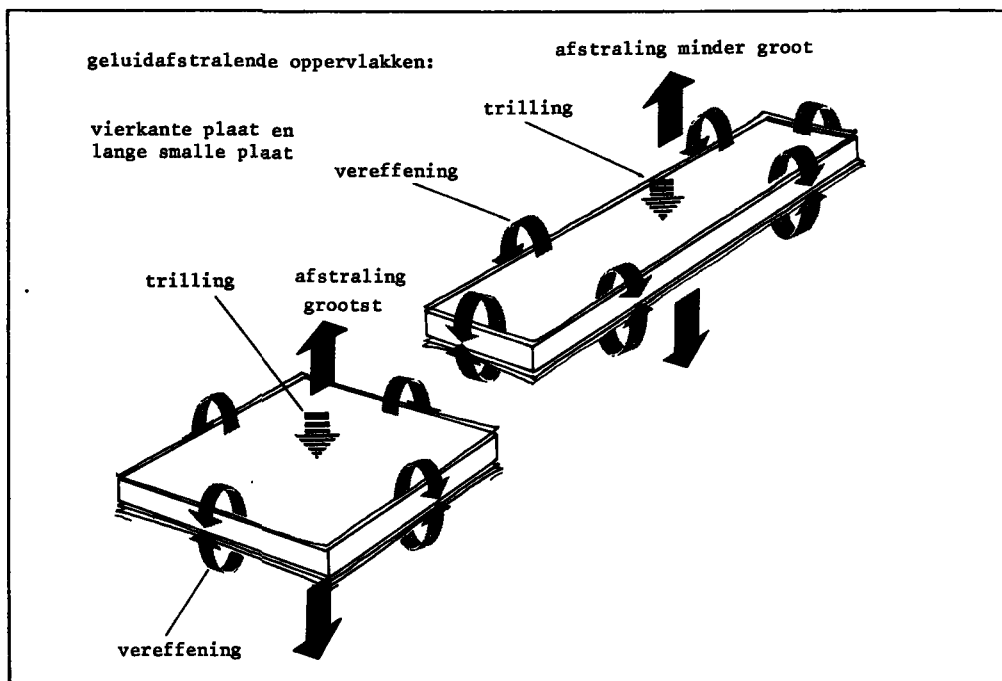 geluidafstralende oppervlakken:
vierkante plaat en
lange smalle plaat
afstraling minder groot
trilling
vereffening
trilling
afstraling
grootst
vereffening